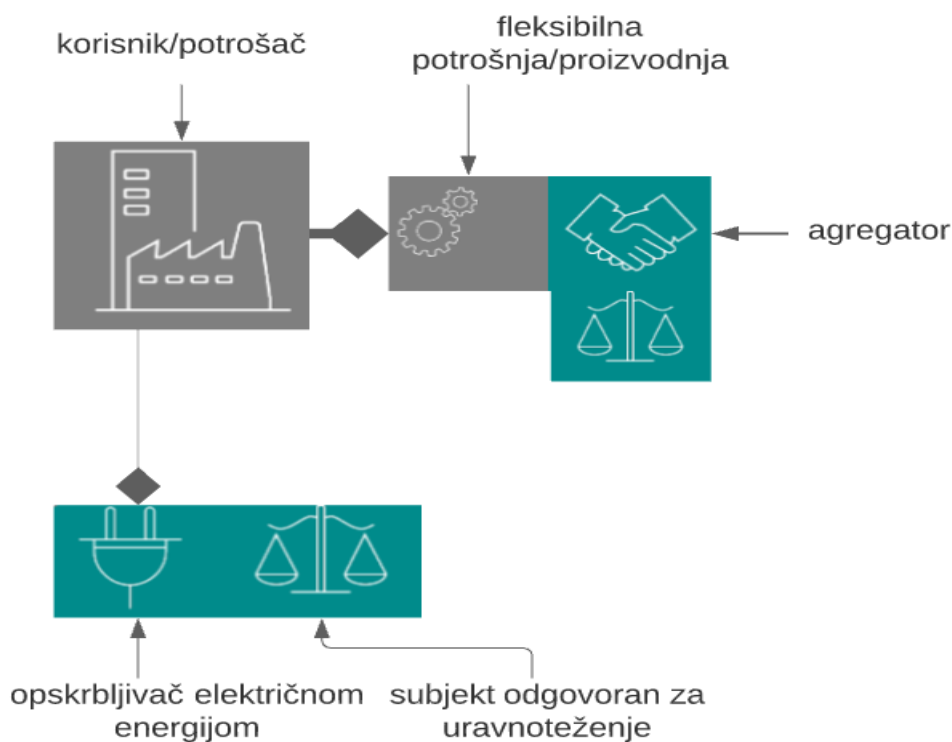 korisnik/potrošač
fleksibilna
potrošnja/proizvodnja
agregator
opskrbljivač električnom
energijom
subjekt odgovoran za
uravnoteženje